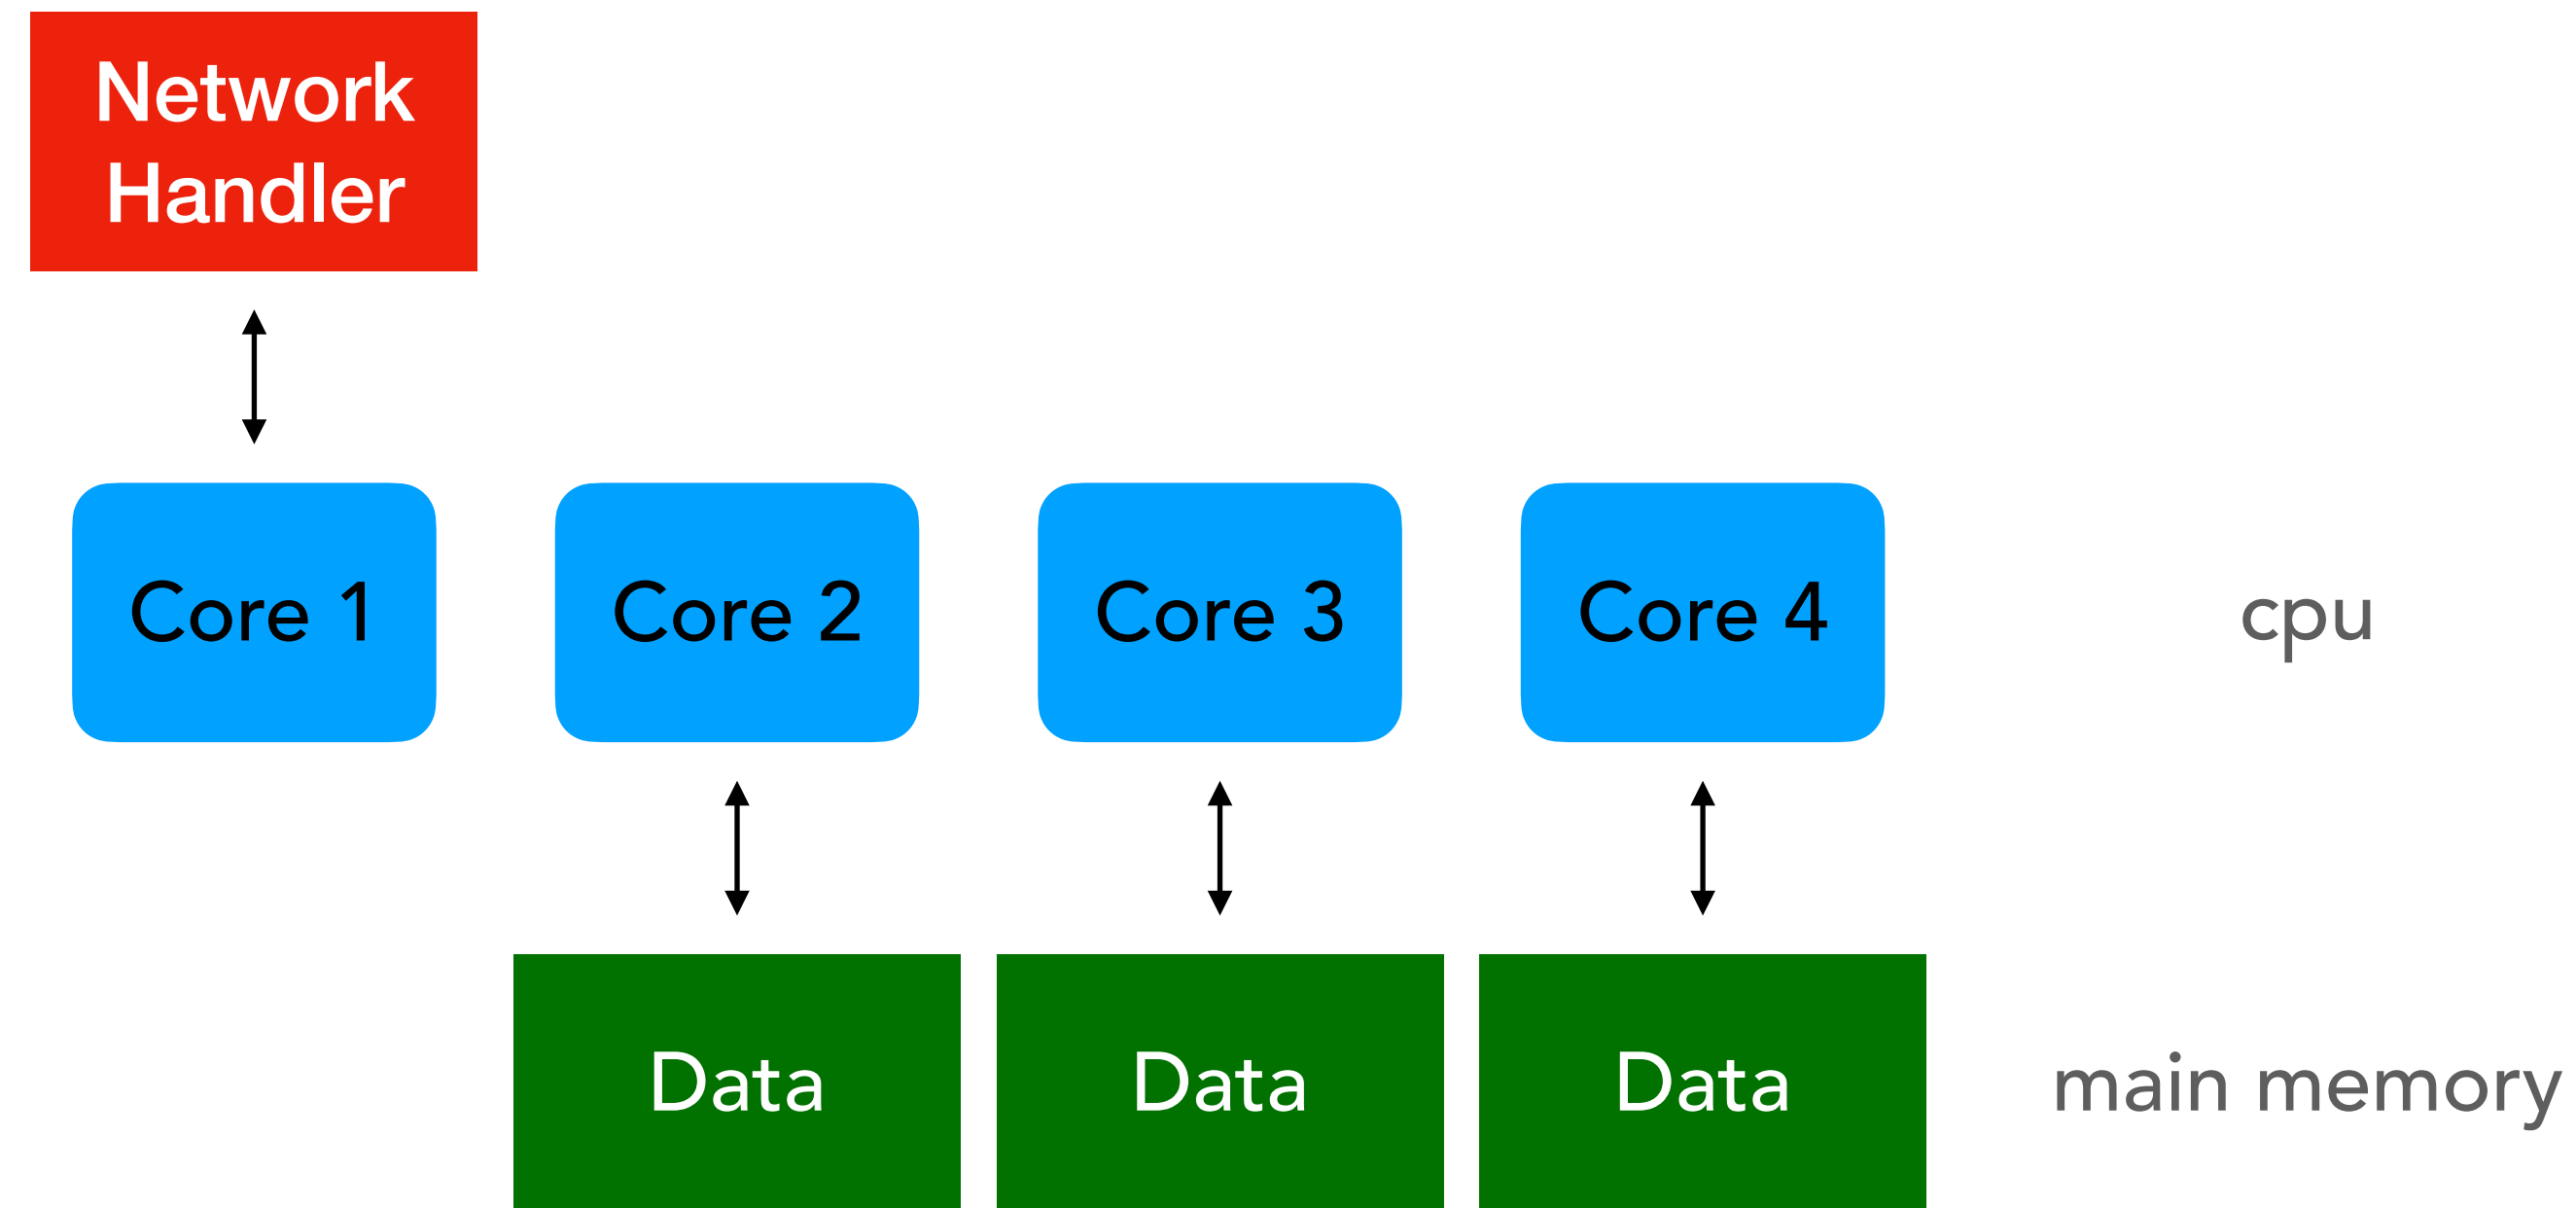 Network
Handler
Core 1
Core 2
Core 3
Core 4
cpu
Data
Data
Data
main memory